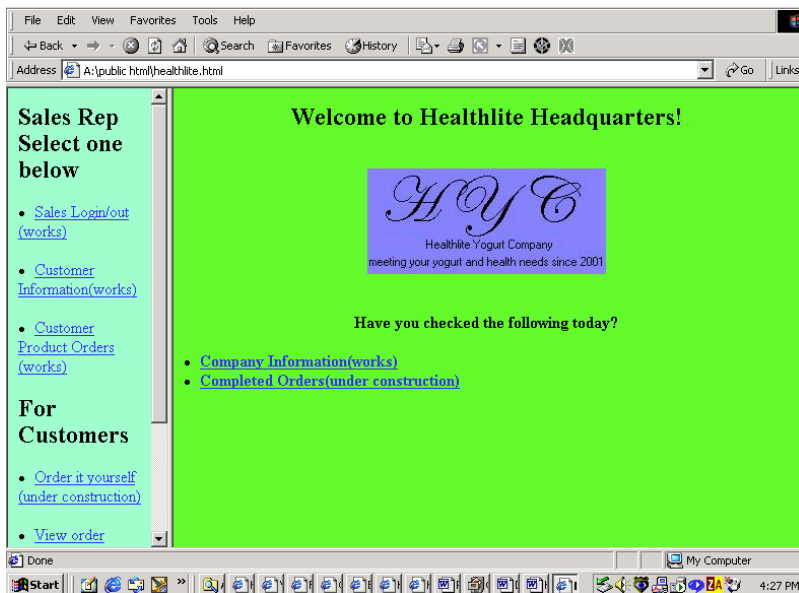 File Edit View Favorites Tools Help
Back Search Favorites History
Address A:\public html\healthlite.html Go Links
Sales Rep
Select one
below
• Sales Login/out
(works)
• Customer
Information(works)
• Customer
Product Orders
(works)
For
Customers
• Order it yourself
(under construction)
• View order
Welcome to Healthlite Headquarters!
HYC
Healthlite Yogurt Company
meeting your yogurt and health needs since 2001
Have you checked the following today?
• Company Information(works)
• Completed Orders(under construction)
Done My Computer
Start » ZA 4:27 PM